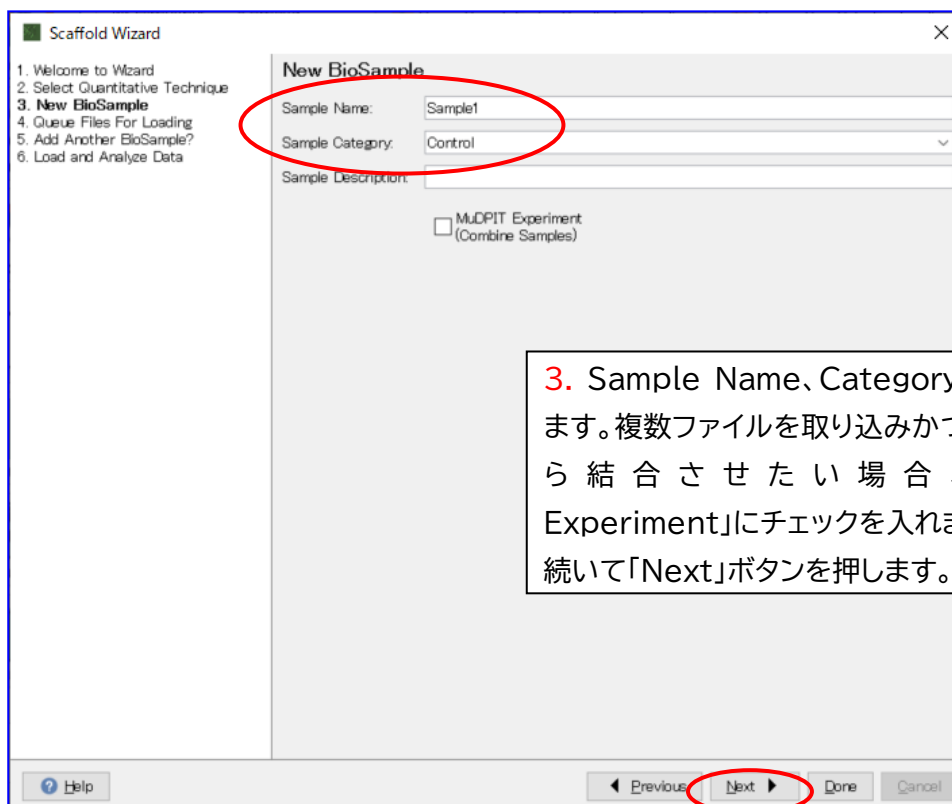 Scaffold Wizard
1. Welcome to Wizard
2. Select Quantitative Technique
3. New BioSample
4. Queue Files For Loading
5. Add Another BioSample?
6. Load and Analyze Data
New BioSample
Sample Name: Sample1
Sample Category: Control
Sample Description:
MuDPIT Experiment
(Combine Samples)
3. Sample Name、Category
ます。複数ファイルを取り込みかつ
ら結合させたい場合
Experiment」にチェックを入れま
続いて「Next」ボタンを押します。
Help
Previous Next Done Cancel